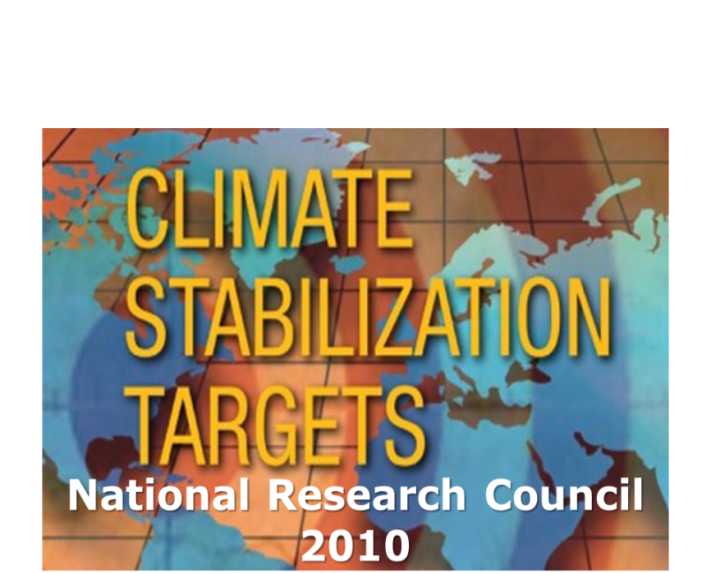 CLIMATE
STABILIZATION
TARGETS
National Research Council
2010